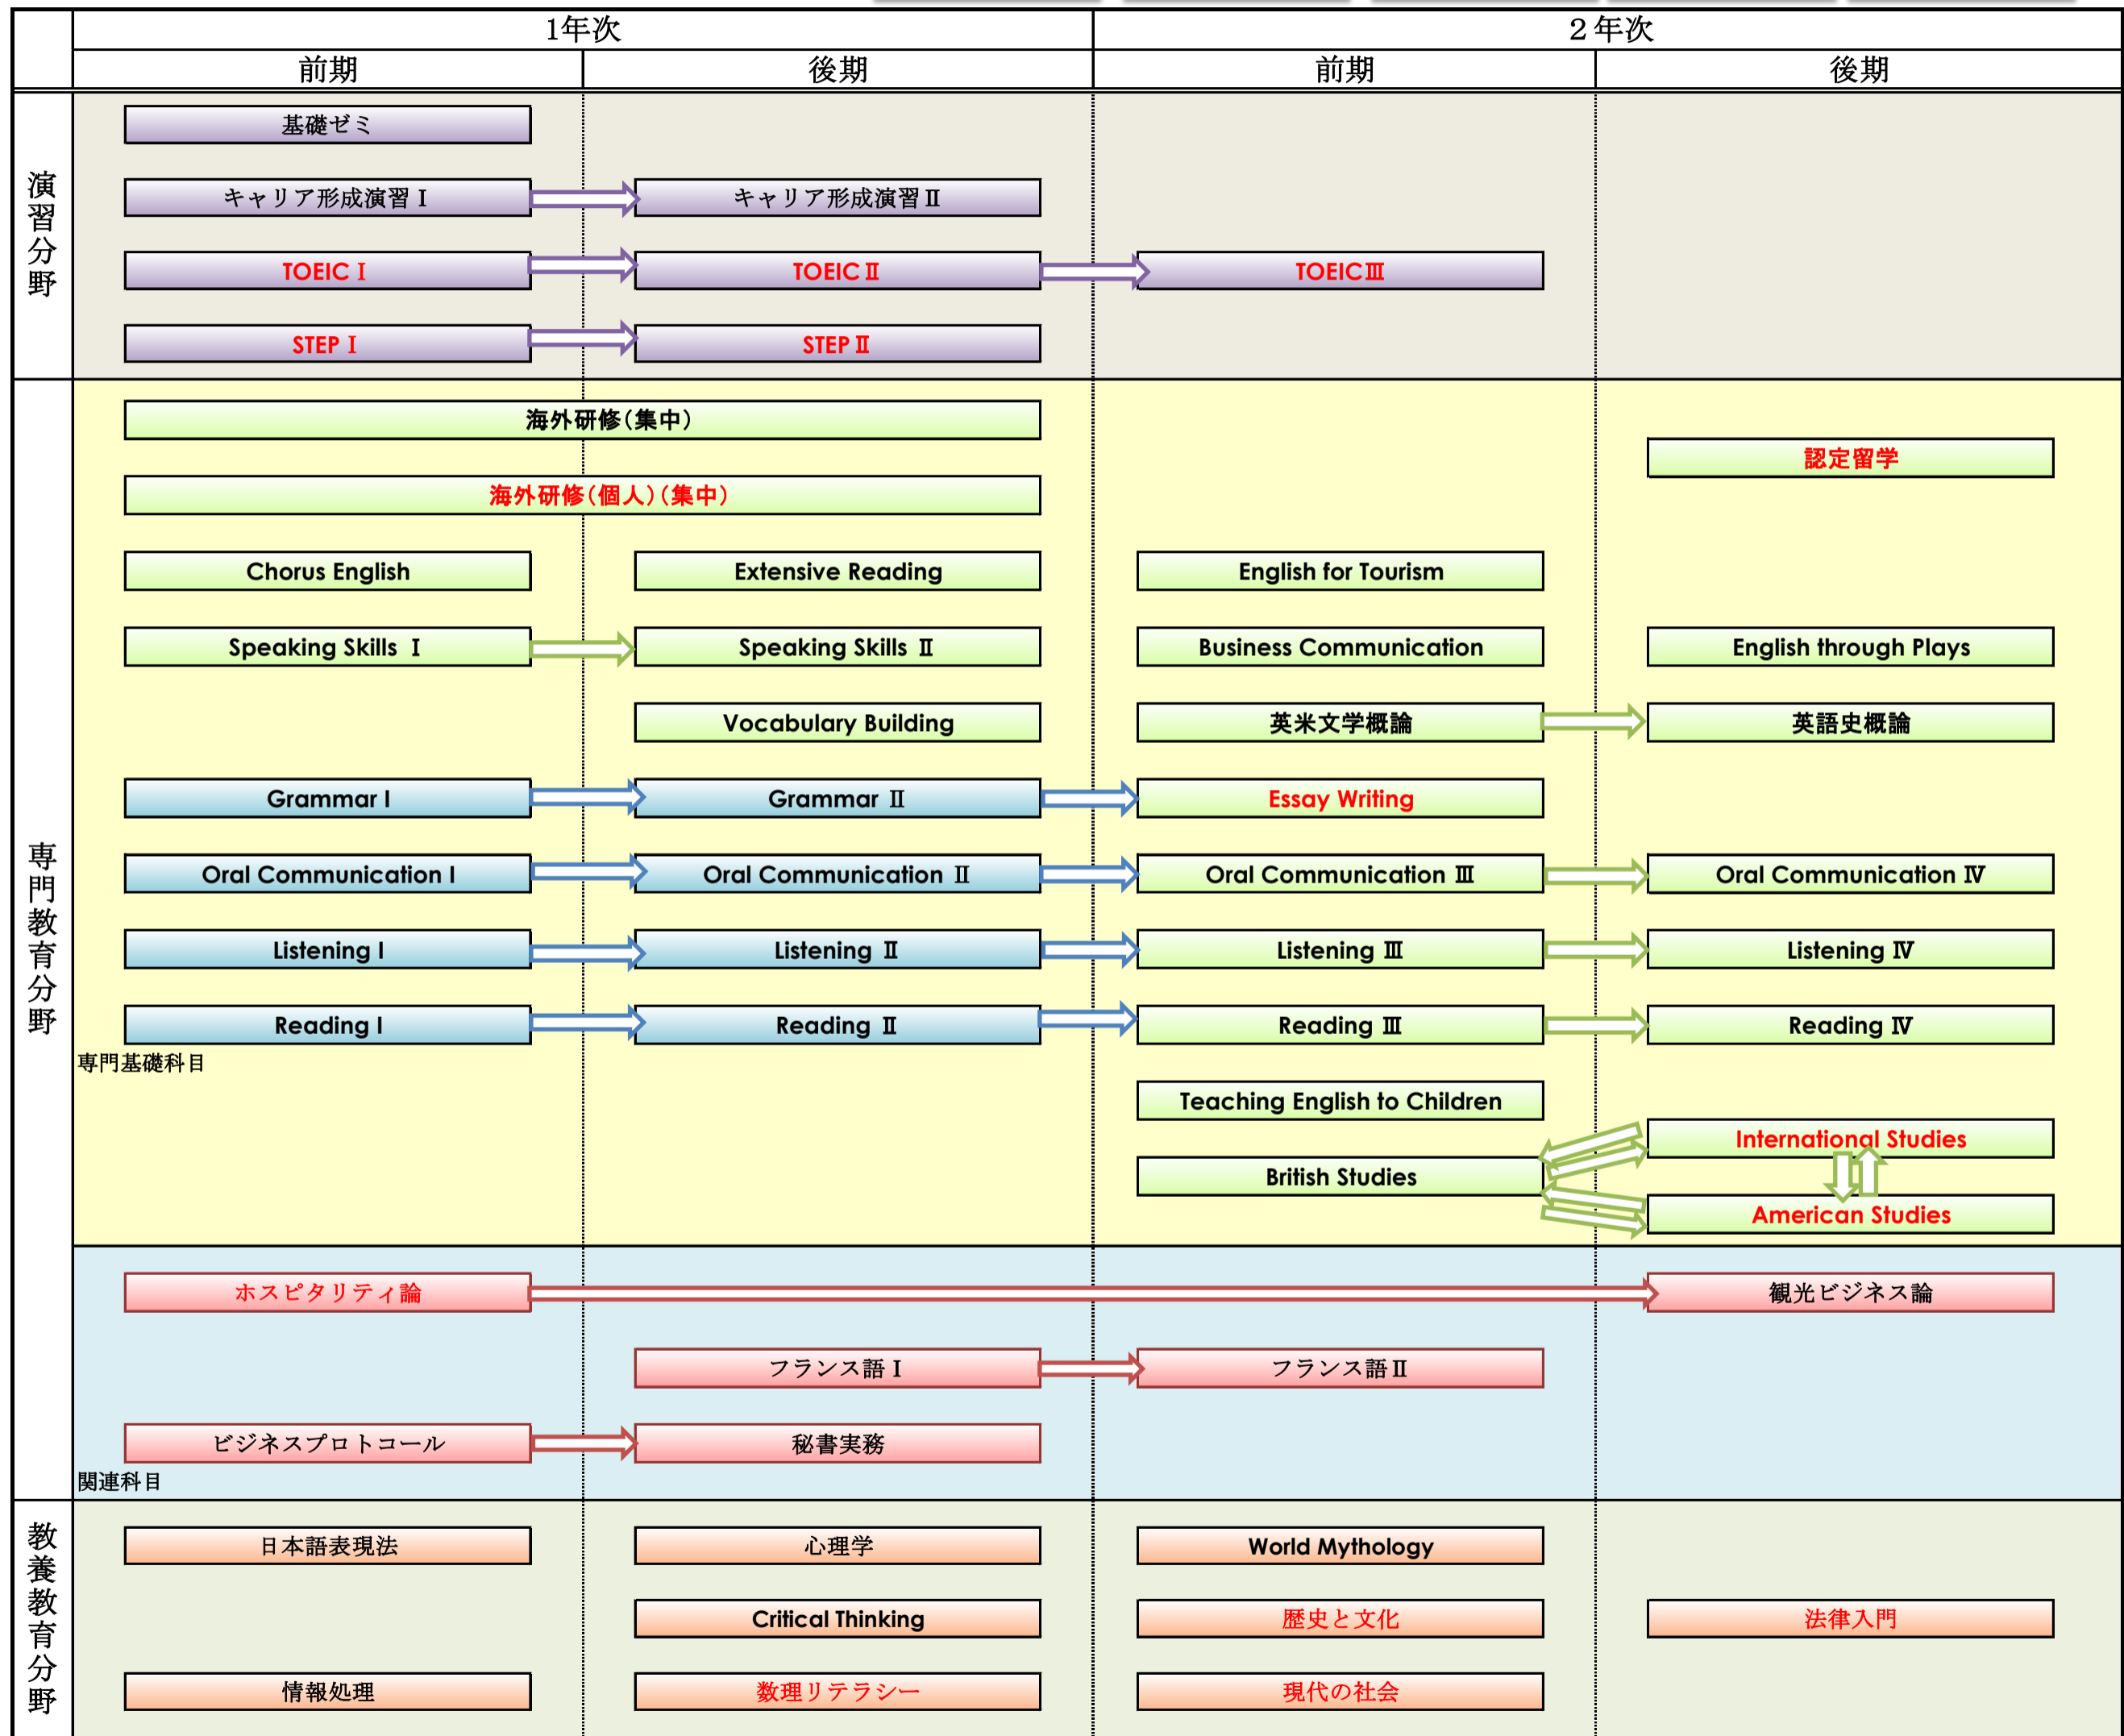 1年次
２年次
前期
後期
前期
後期
演習分野
基礎ゼミ
キャリア形成演習Ⅰ
キャリア形成演習Ⅱ
TOEICⅠ
TOEICⅡ
TOEICⅢ
STEPⅠ
STEPⅡ
専門教育分野
海外研修(集中)
認定留学
海外研修(個人)(集中)
Chorus English
Extensive Reading
English for Tourism
Speaking Skills Ⅰ
Speaking Skills Ⅱ
Business Communication
English through Plays
Vocabulary Building
英米文学概論
英語史概論
Grammar I
Grammar Ⅱ
Essay Writing
Oral Communication I
Oral Communication Ⅱ
Oral Communication Ⅲ
Oral Communication Ⅳ
Listening I
Listening Ⅱ
Listening Ⅲ
Listening Ⅳ
Reading I
Reading Ⅱ
Reading Ⅲ
Reading Ⅳ
専門基礎科目
Teaching English to Children
International Studies
British Studies
American Studies
ホスピタリティ論
観光ビジネス論
フランス語Ⅰ
フランス語Ⅱ
ビジネスプロトコール
秘書実務
関連科目
教養教育分野
日本語表現法
心理学
World Mythology
Critical Thinking
歴史と文化
法律入門
情報処理
数理リテラシー
現代の社会